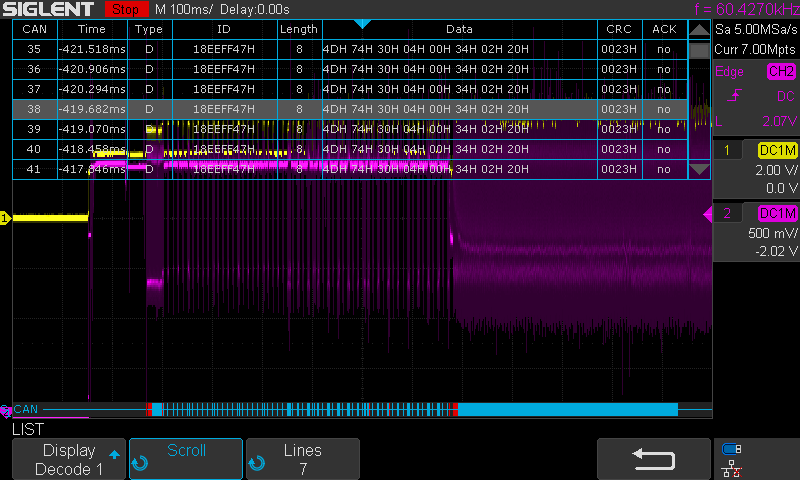 SIGLENT Stop M 100ms/ Delay:0.00s f = 60.4270kHz
CAN Time Type ID Length Data CRC ACK
35 -421.518ms D 18EEFF47H 8 4DH 74H 30H 04H 00H 34H 02H 20H 0023H no
36 -420.906ms D 18EEFF47H 8 4DH 74H 30H 04H 00H 34H 02H 20H 0023H no
37 -420.294ms D 18EEFF47H 8 4DH 74H 30H 04H 00H 34H 02H 20H 0023H no
38 -419.682ms D 18EEFF47H 8 4DH 74H 30H 04H 00H 34H 02H 20H 0023H no
39 -419.070ms D 18EEFF47H 8 4DH 74H 30H 04H 00H 34H 02H 20H 0023H no
40 -418.458ms D 18EEFF47H 8 4DH 74H 30H 04H 00H 34H 02H 20H 0023H no
41 -417.846ms D 18EEFF47H 8 4DH 74H 30H 04H 00H 34H 02H 20H 0023H no
Sa 5.00MSa/s
Curr 7.00Mpts
Edge CH2
DC
L 2.07V
1 DC1M
2.00 V/
0.0 V
2 DC1M
500 mV/
-2.02 V
1
CAN
LIST
Display
Decode 1
Scroll
Lines
7